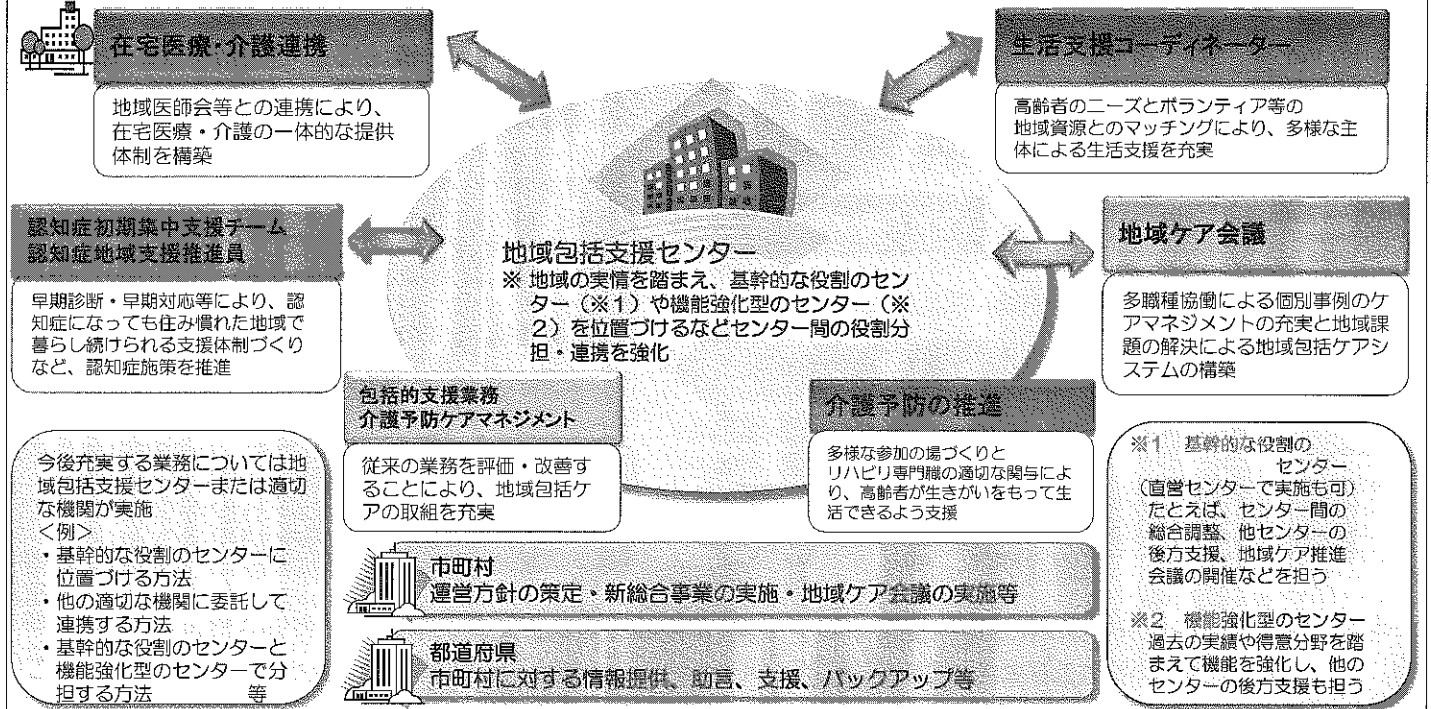 在宅医療・介護連携
地域医師会等との連携により、
在宅医療・介護の一体的な提供
体制を構築
生活支援コーディネーター
高齢者のニーズとボランティア等の
地域資源とのマッチングにより、多様な主
体による生活支援を充実
認知症初期集中支援チーム
認知症地域支援推進員
早期診断・早期対応等により、認
知症になっても住み慣れた地域で
暮らし続けられる支援体制づくり
など、認知症施策を推進
地域包括支援センター
※ 地域の実情を踏まえ、基幹的な役割のセン
ター（※１）や機能強化型のセンター（※
２）を位置づけるなどセンター間の役割分
担・連携を強化
地域ケア会議
多職種協働による個別事例のケ
アマネジメントの充実と地域課
題の解決による地域包括ケアシ
ステムの構築
包括的支援業務
介護予防ケアマネジメント
従来の業務を評価・改善す
ることにより、地域包括ケ
アの取組を充実
介護予防の推進
多様な参加の場づくりと
リハビリ専門職の適切な関与によ
り、高齢者が生きがいをもって生
活できるよう支援
今後充実する業務については地
域包括支援センターまたは適切
な機関が実施
＜例＞
・基幹的な役割のセンターに
位置づける方法
・他の適切な機関に委託して
連携する方法
・基幹的な役割のセンターと
機能強化型のセンターで分
担する方法 等
市町村
運営方針の策定・新総合事業の実施・地域ケア会議の実施等
都道府県
市町村に対する情報提供、助言、支援、バックアップ等
※１ 基幹的な役割の
センター
（直営センターで実施も可）
たとえば、センター間の
総合調整、他センターの
後方支援、地域ケア推進
会議の開催などを担う
※２ 機能強化型のセンター
過去の実績や得意分野を踏
まえて機能を強化し、他の
センターの後方支援も担う